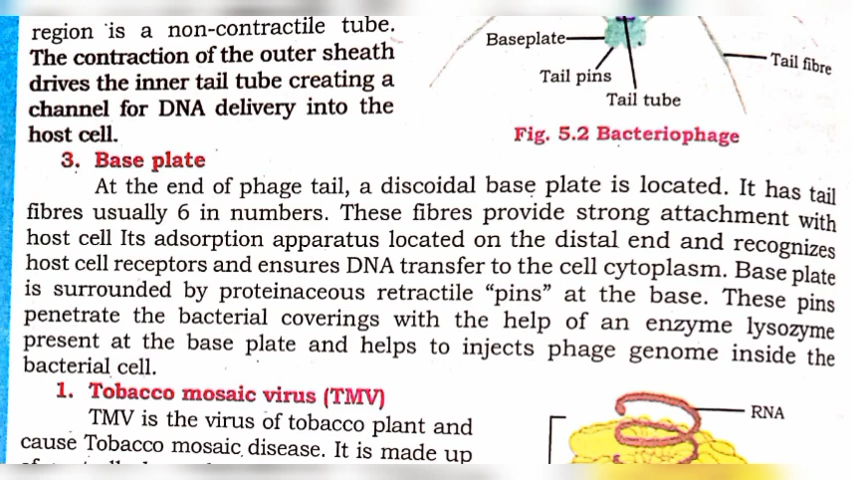 region is a non-contractile tube.
The contraction of the outer sheath
drives the inner tail tube creating a
channel for DNA delivery into the
host cell.
Baseplate
Tail pins
Tail tube
Tail fibre
Fig. 5.2 Bacteriophage
3. Base plate
At the end of phage tail, a discoidal base plate is located. It has tail
fibres usually 6 in numbers. These fibres provide strong attachment with
host cell Its adsorption apparatus located on the distal end and recognizes
host cell receptors and ensures DNA transfer to the cell cytoplasm. Base plate
is surrounded by proteinaceous retractile “pins” at the base. These pins
penetrate the bacterial coverings with the help of an enzyme lysozyme
present at the base plate and helps to injects phage genome inside the
bacterial cell.
1. Tobacco mosaic virus (TMV)
TMV is the virus of tobacco plant and
cause Tobacco mosaic disease. It is made up
RNA